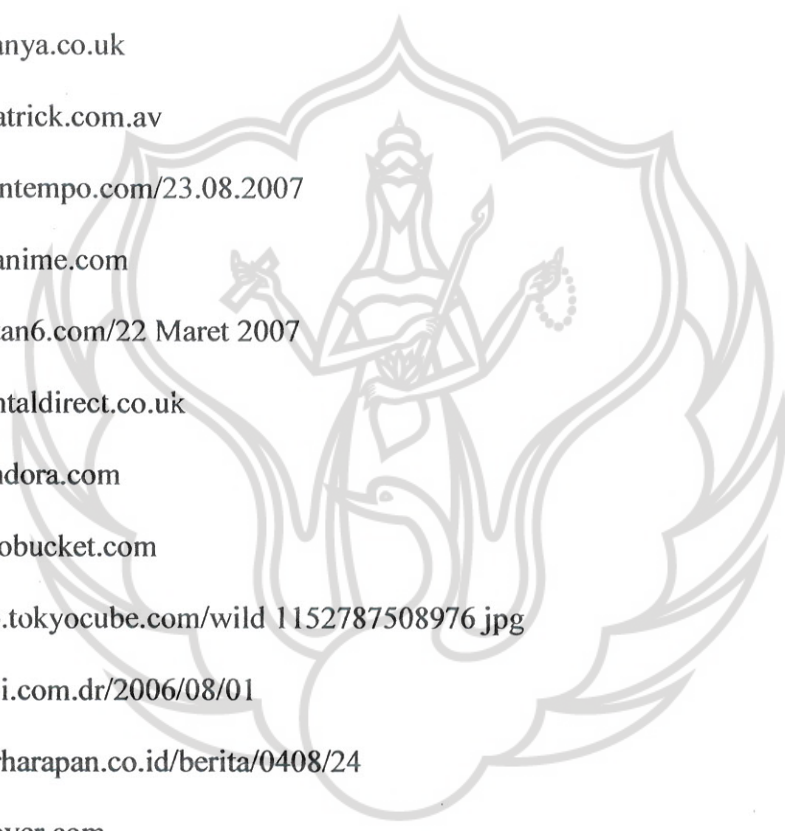 anya.co.uk
atrick.com.av
ntempo.com/23.08.2007
anime.com
tan6.com/22 Maret 2007
ntaldirect.co.uk
ndora.com
obucket.com
.tokyocube.com/wild 1152787508976 jpg
i.com.dr/2006/08/01
harapan.co.id/berita/0408/24